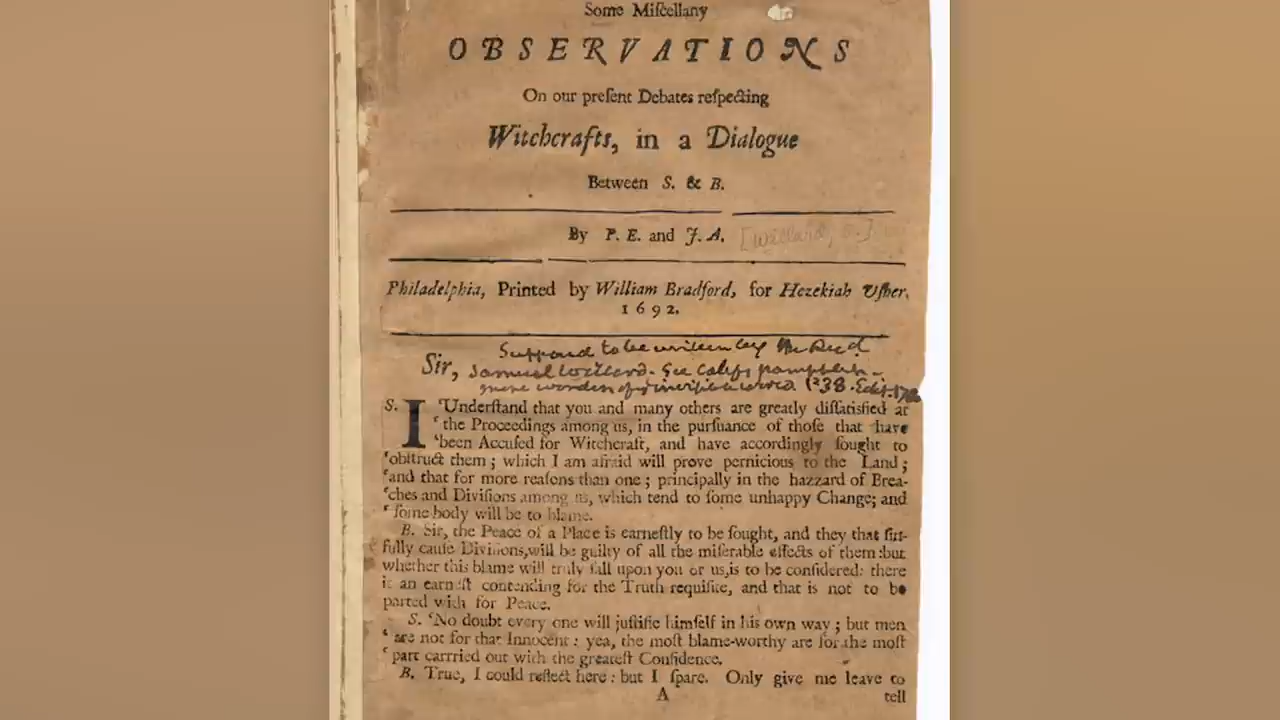 Some Miſcellany
OBSERVATIONS
On our preſent Debates reſpecting
Witchcrafts, in a Dialogue
Between S. & B.
By P. E. and J. A. [Willard, S.]
Philadelphia, Printed by William Bradford, for Hezekiah Uſher.
1692.
Supposed to be written by the Revd
Sir, Samuel Willard. See Calefs pamphlet
more wonders of invisible world. P 38.
S. I ‘Underſtand that you and many others are greatly diſſatisfied at
‘the Proceedings among us, in the purſuance of thoſe that have
‘been Accuſed for Witchcraft, and have accordingly ſought to
‘obſtruct them ; which I am afraid will prove pernicious to the Land ;
‘and that for more reaſons than one ; principally in the hazzard of Brea-
‘ches and Diviſions among us, which tend to ſome unhappy Change; and
‘ſome body will be to blame.
B. Sir, the Peace of a Place is earneſtly to be ſought, and they that ſin-
fully cauſe Diviſions,will be guilty of all the miſerable effects of them:but
whether this blame will truly fall upon you or us,is to be conſidered: there
is an earneſt contending for the Truth requiſite, and that is not to be
parted with for Peace.
S. ‘No doubt every one will juſtifie himſelf in his own way ; but men
‘are not for that Innocent : yea, the moſt blame-worthy are for the moſt
‘part carrried out with the greateſt Confidence.
B. True, I could reflect here : but I ſpare. Only give me leave to
A tell